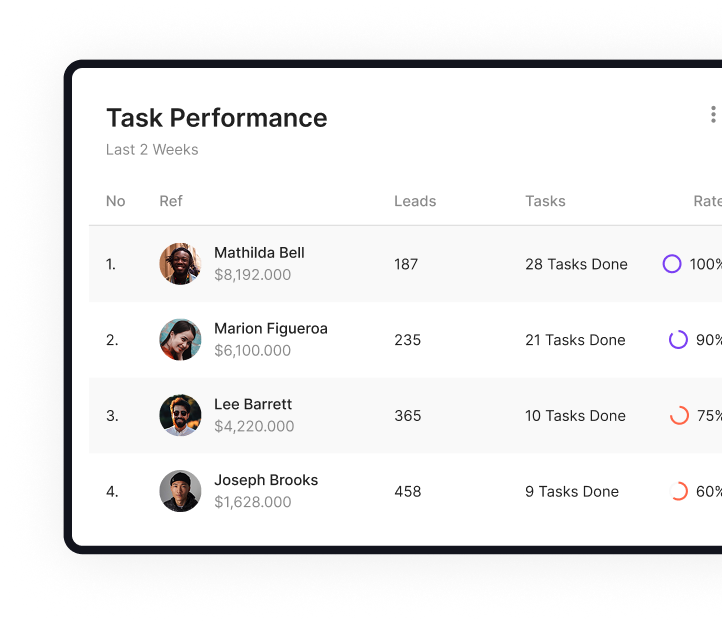 Task Performance
Last 2 Weeks
No Ref Leads Tasks Rate
1. Mathilda Bell 187 28 Tasks Done 100%
$8,192.000
2. Marion Figueroa 235 21 Tasks Done 90%
$6,100.000
3. Lee Barrett 365 10 Tasks Done 75%
$4,220.000
4. Joseph Brooks 458 9 Tasks Done 60%
$1,628.000